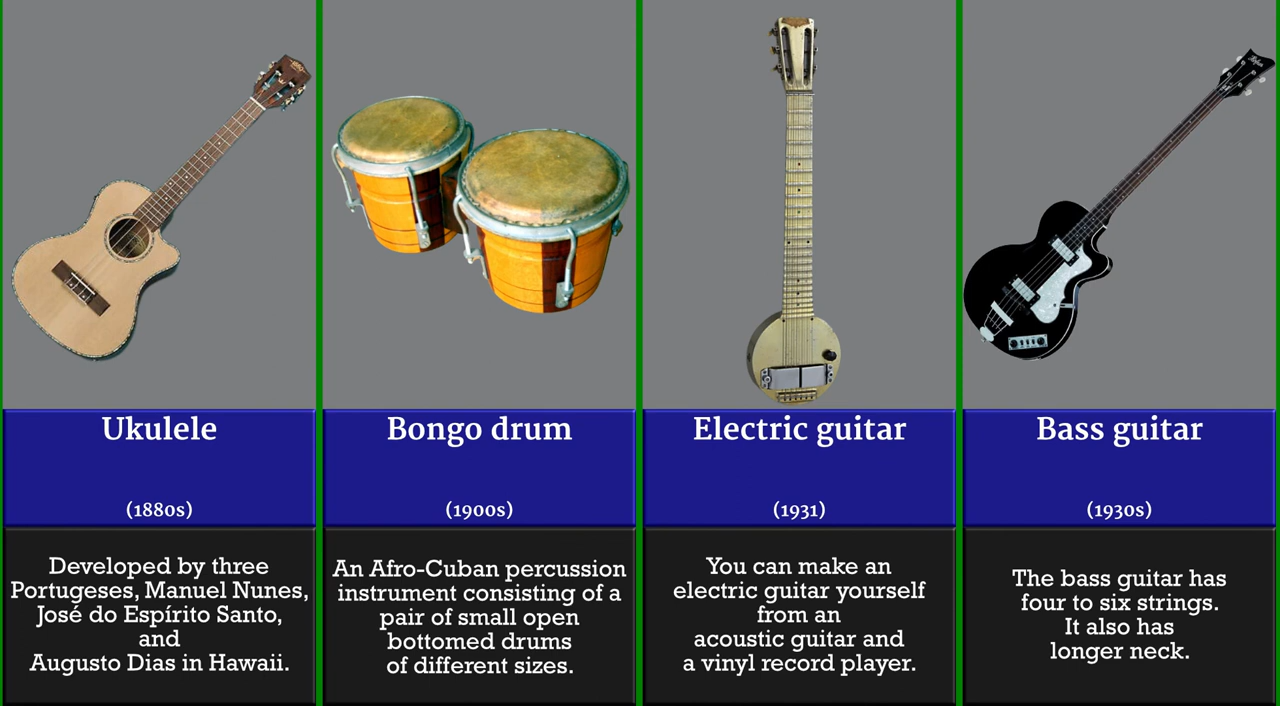 Ukulele
(1880s)
Developed by three
Portugeses, Manuel Nunes,
José do Espírito Santo,
and
Augusto Dias in Hawaii.
Bongo drum
(1900s)
An Afro-Cuban percussion
instrument consisting of a
pair of small open
bottomed drums
of different sizes.
Electric guitar
(1931)
You can make an
electric guitar yourself
from an
acoustic guitar and
a vinyl record player.
Bass guitar
(1930s)
The bass guitar has
four to six strings.
It also has
longer neck.